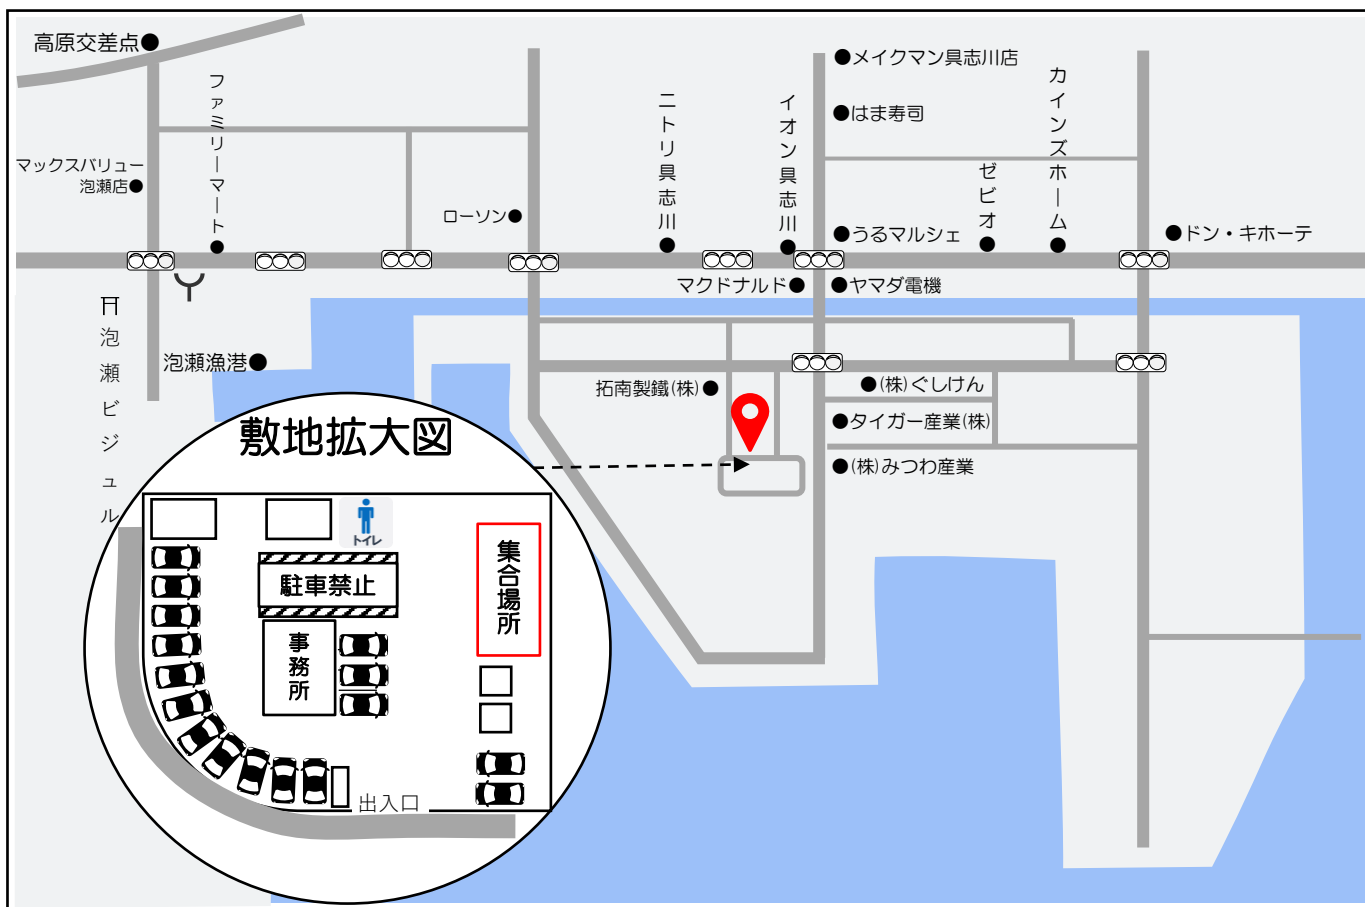 高原交差点
ファミリーマート
マックスバリュー
泡瀬店
ローソン
ニトリ具志川
イオン具志川
メイクマン具志川店
はま寿司
カインズホーム
ゼビオ
うるマルシェ
ドン・キホーテ
マクドナルド
ヤマダ電機
泡瀬ビジュル
泡瀬漁港
拓南製鐵(株)
(株)ぐしけん
タイガー産業(株)
(株)みつわ産業
敷地拡大図
トイレ
駐車禁止
集合場所
事務所
出入口